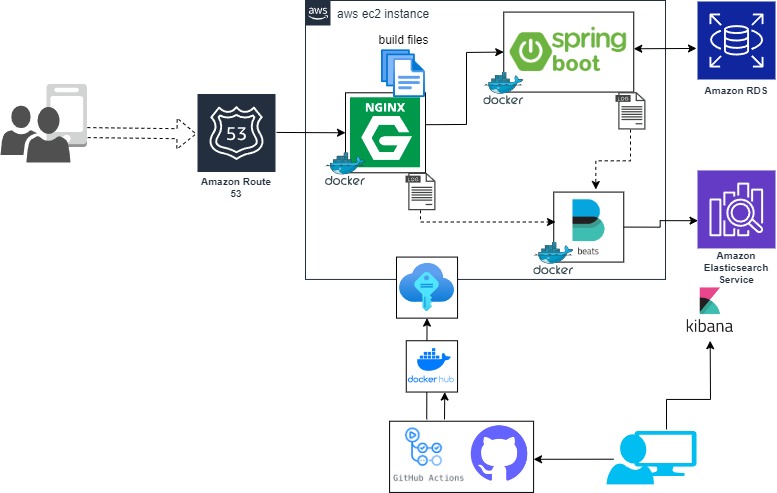 aws
aws ec2 instance
build files
spring
boot
docker
Amazon RDS
NGINX
G
53
LOG
docker
LOG
Amazon Route
53
beats
docker
Amazon
Elasticsearch
Service
kibana
docker hub
GitHub Actions